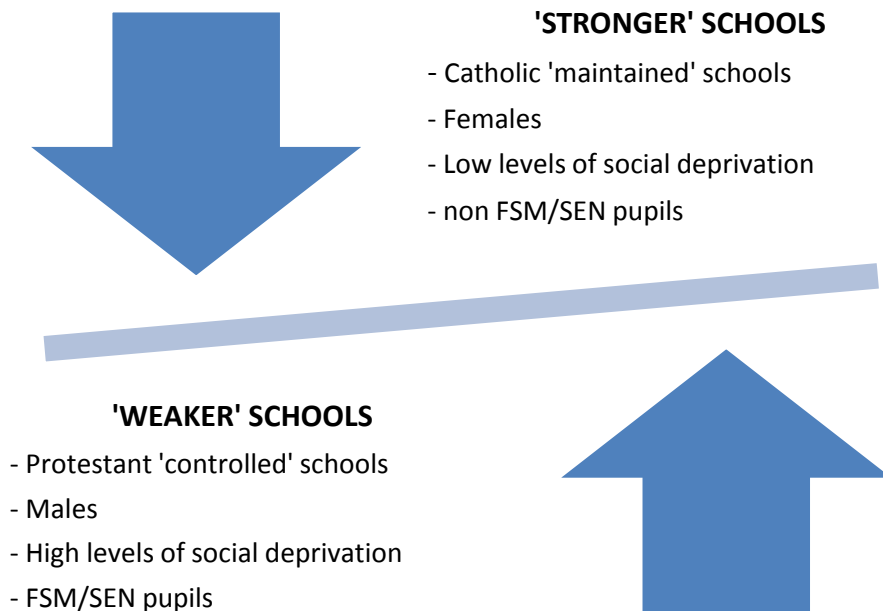 'STRONGER' SCHOOLS
- Catholic 'maintained' schools
- Females
- Low levels of social deprivation
- non FSM/SEN pupils
'WEAKER' SCHOOLS
- Protestant 'controlled' schools
- Males
- High levels of social deprivation
- FSM/SEN pupils